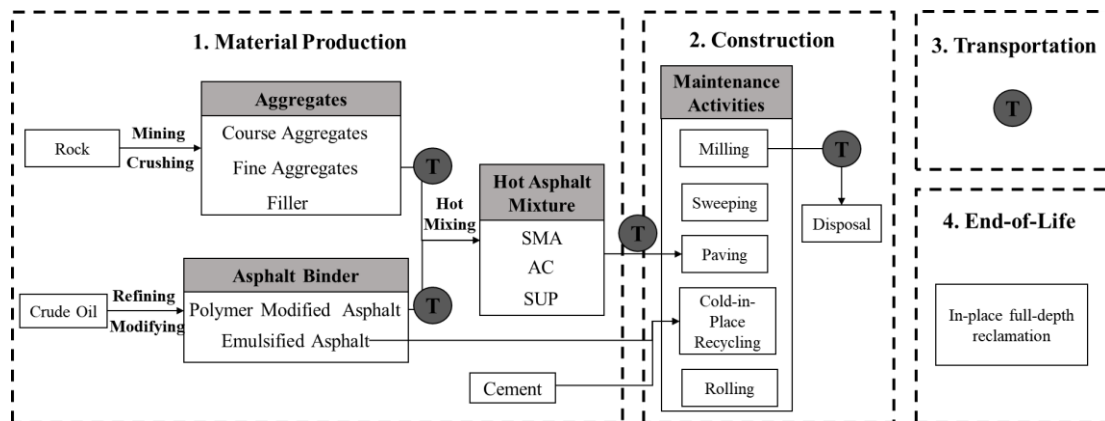 1. Material Production
Aggregates
Rock
Mining
Crushing
Course Aggregates
Fine Aggregates
Filler
T
Hot
Mixing
Hot Asphalt
Mixture
SMA
AC
SUP
T
Asphalt Binder
Crude Oil
Refining
Modifying
Polymer Modified Asphalt
Emulsified Asphalt
T
Cement
2. Construction
Maintenance
Activities
Milling
T
Sweeping
Disposal
Paving
Cold-in-
Place
Recycling
Rolling
3. Transportation
T
4. End-of-Life
In-place full-depth
reclamation